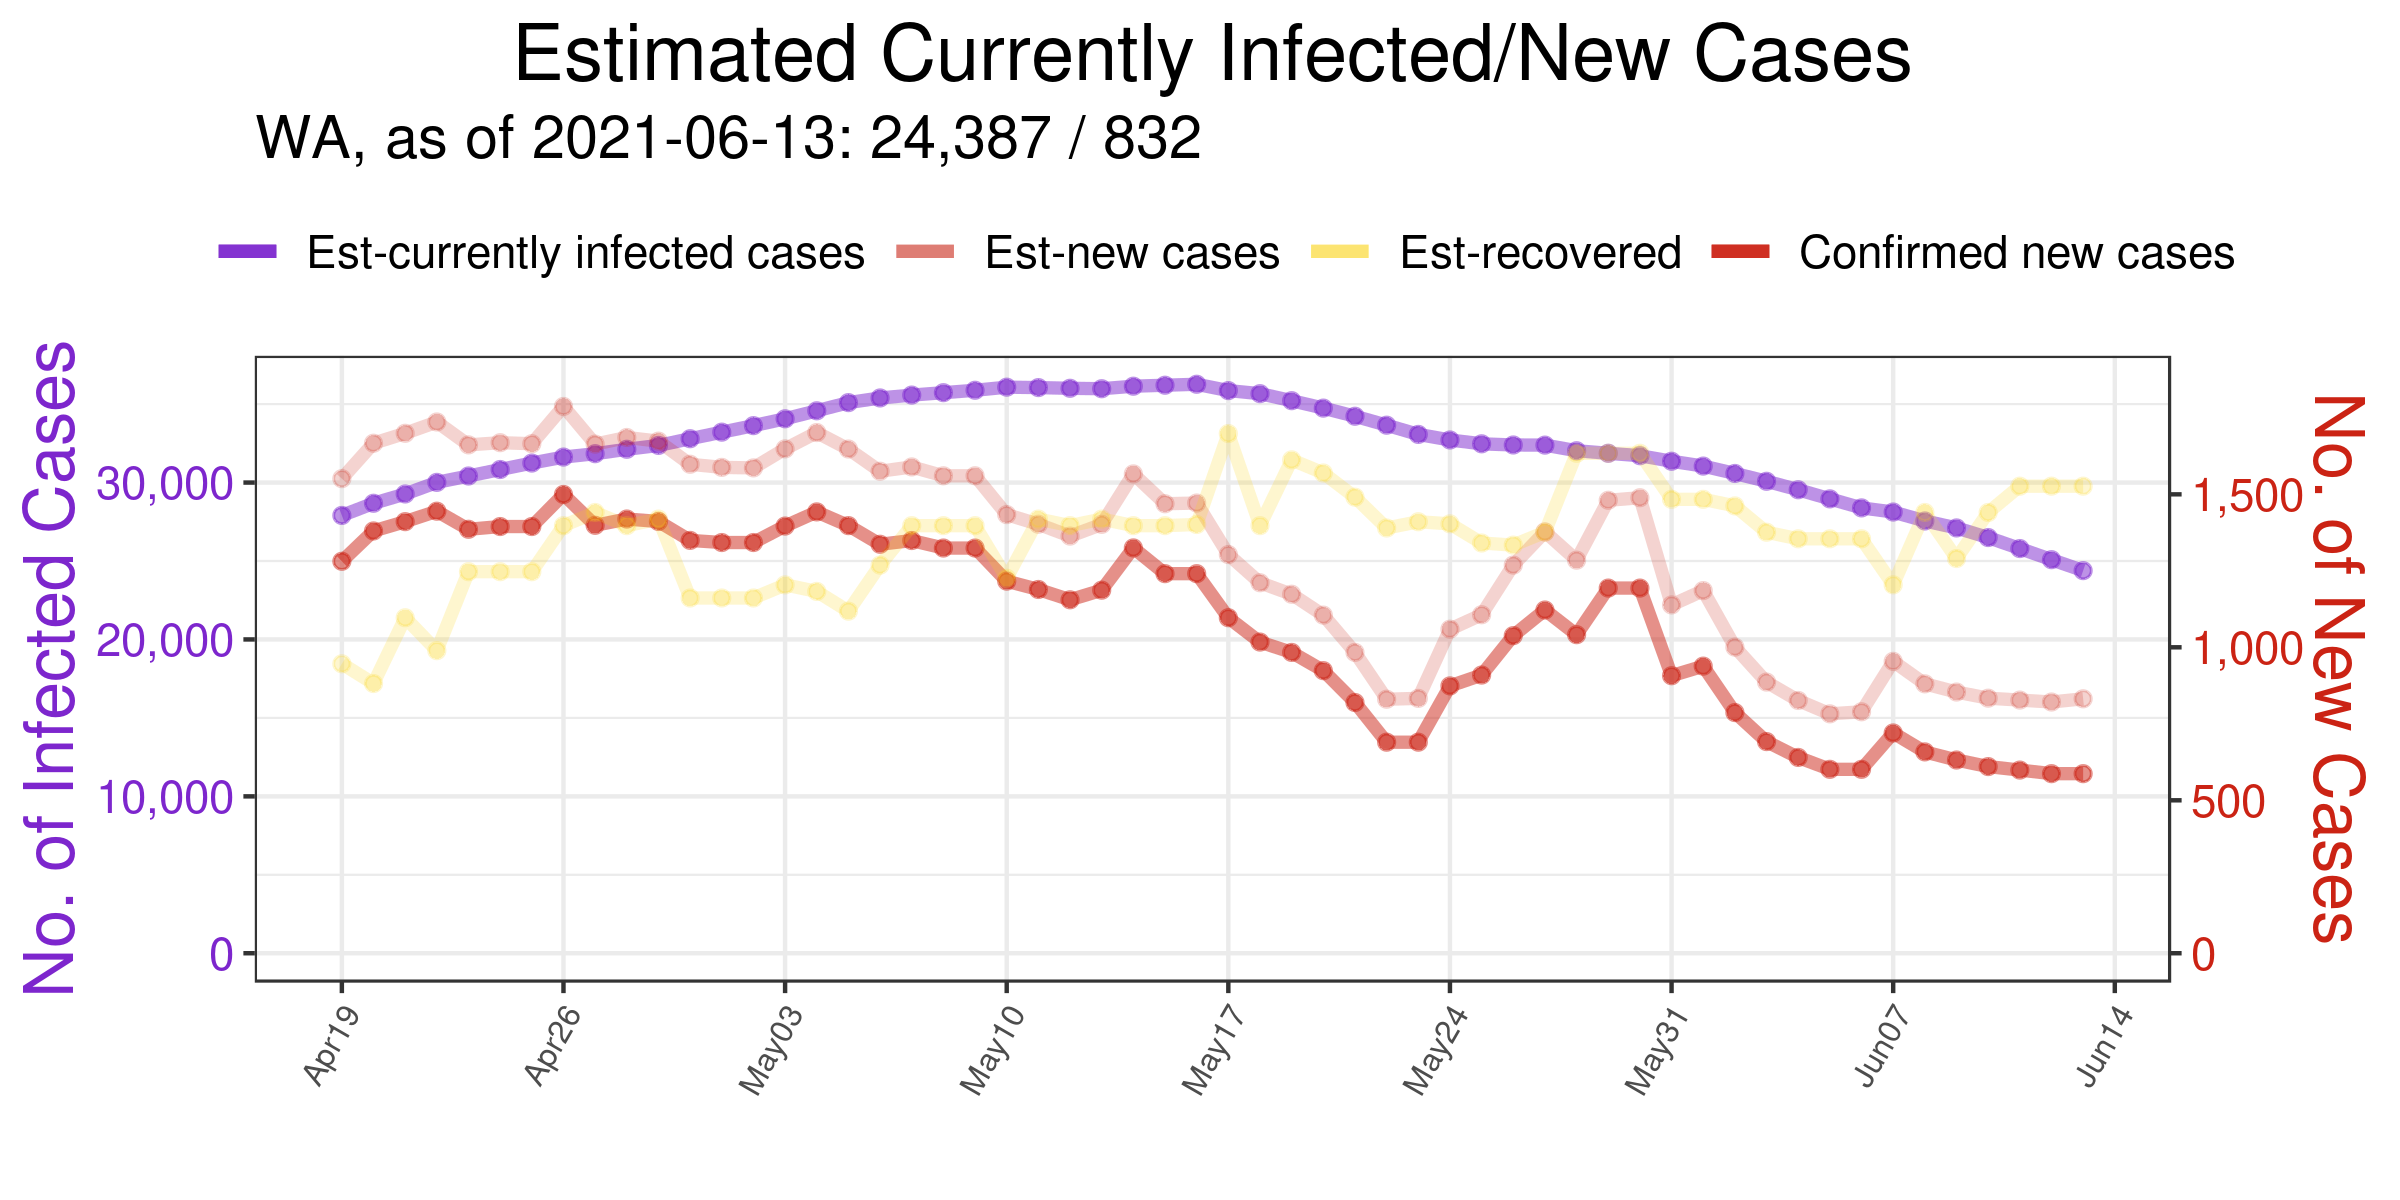 Estimated Currently Infected/New Cases
WA, as of 2021-06-13: 24,387 / 832
Est-currently infected cases Est-new cases Est-recovered Confirmed new cases
No. of Infected Cases
30,000
20,000
10,000
0
No. of New Cases
1,500
1,000
500
0
Apr19 Apr26 May03 May10 May17 May24 May31 Jun07 Jun14